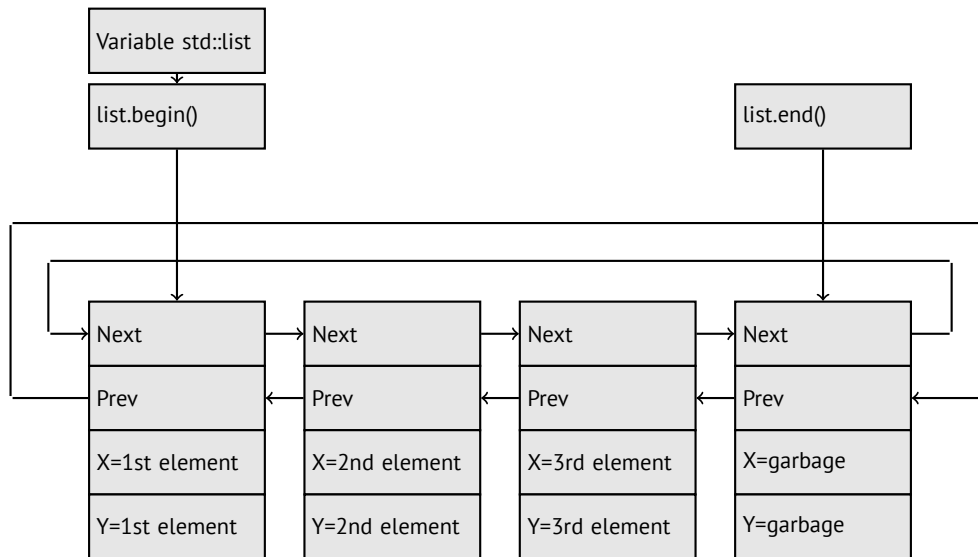 Variable std::list
list.begin()
list.end()
Next
Next
Next
Next
Prev
Prev
Prev
Prev
X=1st element
X=2nd element
X=3rd element
X=garbage
Y=1st element
Y=2nd element
Y=3rd element
Y=garbage